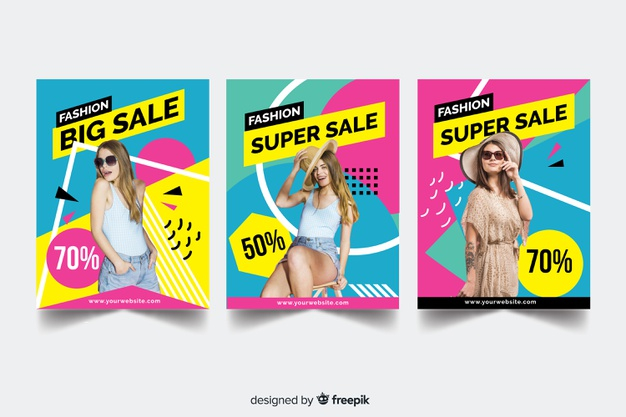 FASHION
BIG SALE
70%
www.yourwebsite.com
FASHION
SUPER SALE
50%
www.yourwebsite.com
FASHION
SUPER SALE
70%
www.yourwebsite.com
designed by freepik